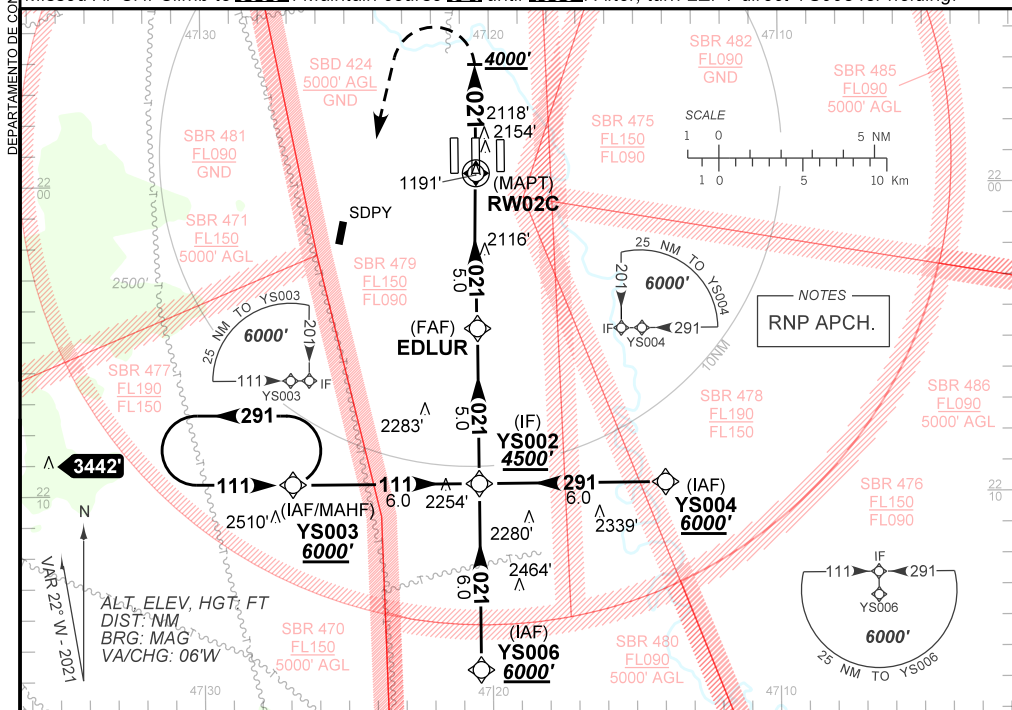 DEPARTAMENTO DE CON
47 30
47 20
47 10
4000'
SBD 424
5000' AGL
GND
SBR 482
FL090
GND
SBR 485
FL090
5000' AGL
021
2118'
2154'
SBR 481
FL090
GND
SBR 475
FL150
FL090
SCALE
1 0 5 NM
1 0 5 10 Km
1191'
(MAPT)
RW02C
22
00
22
00
SDPY
SBR 471
FL150
5000' AGL
2116'
SBR 479
FL150
FL090
021
5.0
2500'
25 NM TO YS003
6000'
201
111
IF
YS003
25 NM TO YS004
6000'
201
291
IF
YS004
NOTES
RNP APCH.
(FAF)
EDLUR
10NM
SBR 477
FL190
FL150
SBR 478
FL190
FL150
SBR 486
FL090
5000' AGL
2283'
021
5.0
(IF)
YS002
4500'
291
111
3442'
111
6.0
2254'
291
6.0
(IAF)
YS004
6000'
22
10
22
10
2510'
(IAF/MAHF)
YS003
6000'
2280'
2339'
SBR 476
FL150
FL090
N
VAR 22° W - 2021
ALT, ELEV, HGT, FT
DIST: NM
BRG: MAG
VA/CHG: 06'W
021
6.0
2464'
IF
111
291
YS006
6000'
25 NM TO YS006
SBR 470
FL150
5000' AGL
(IAF)
YS006
6000'
SBR 480
FL090
5000' AGL
47 30
47 20
47 10